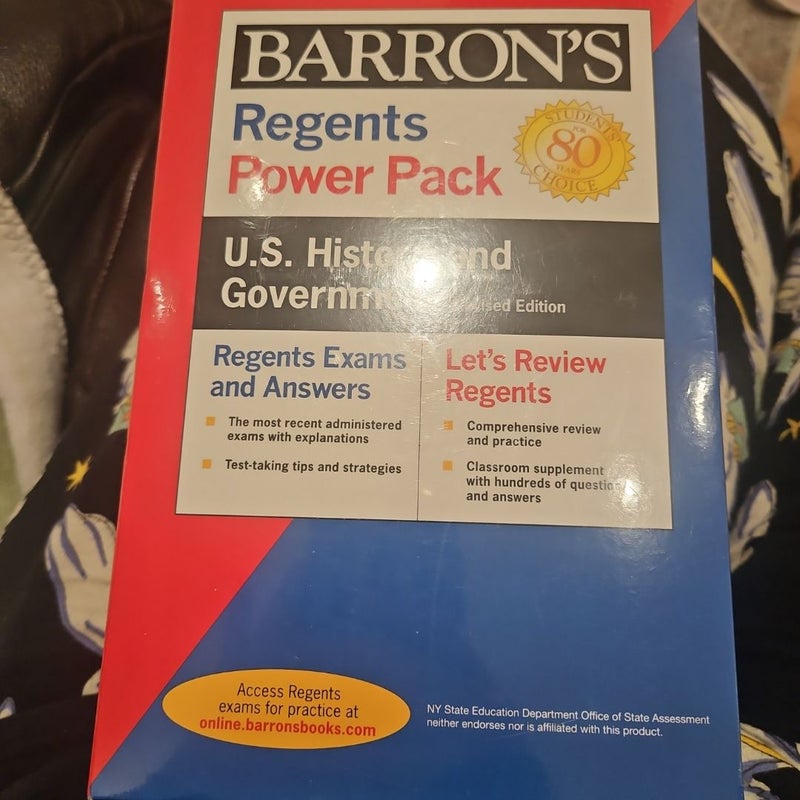 BARRON'S
Regents
Power Pack
STUDENTS'
FOR
80
YEARS
CHOICE
U.S. and
Edition
Regents Exams
and Answers
The most recent administered
exams with explanations
Test-taking tips and strategies
Let's Review
Regents
Comprehensive review
and practice
Classroom supplement
with hundreds of
and answers
Access Regents
exams for practice at
online.barronsbooks.com
NY State Education Department Office of State Assessment
neither endorses nor is affiliated with this product.